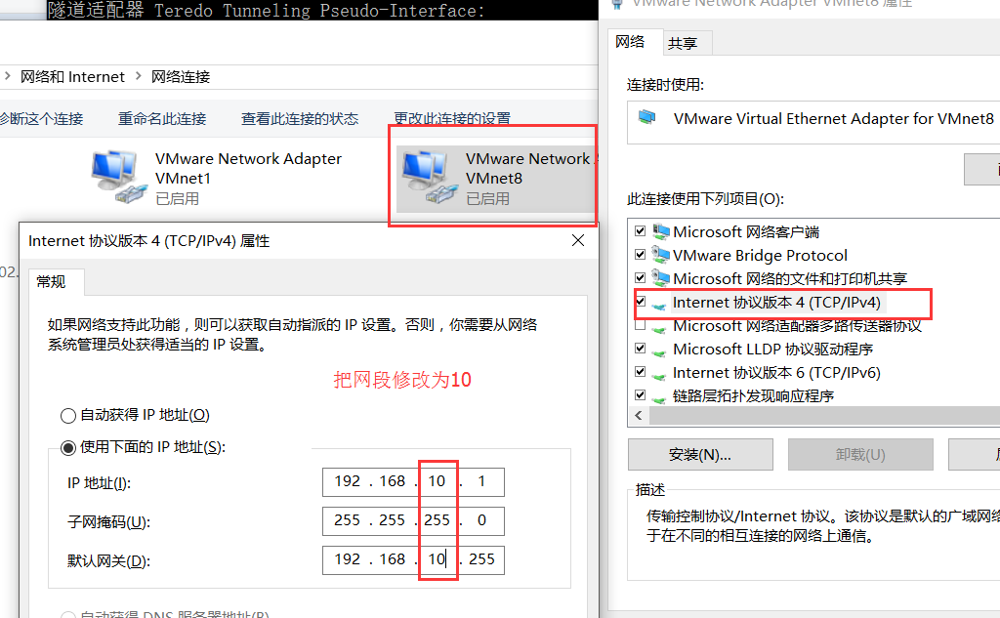 隧道适配器 Teredo Tunneling Pseudo-Interface:
网络和 Internet > 网络连接
诊断这个连接 重命名此连接 查看此连接的状态 更改此连接的设置
VMware Network Adapter
VMnet1
已启用
VMware Network
VMnet8
已启用
02.
Internet 协议版本 4 (TCP/IPv4) 属性
常规
如果网络支持此功能，则可以获取自动指派的 IP 设置。否则，你需要从网络
系统管理员处获得适当的 IP 设置。
把网段修改为10
自动获得 IP 地址(O)
使用下面的 IP 地址(S):
IP 地址(I): 192 . 168 . 10 . 1
子网掩码(U): 255 . 255 . 255 . 0
默认网关(D): 192 . 168 . 10 . 255
自动获得 DNS 服务器地址(B)
VMware Network Adapter VMnet8 属性
网络 共享
连接时使用:
VMware Virtual Ethernet Adapter for VMnet8
此连接使用下列项目(O):
Microsoft 网络客户端
VMware Bridge Protocol
Microsoft 网络的文件和打印机共享
Internet 协议版本 4 (TCP/IPv4)
Microsoft 网络适配器多路传送器协议
Microsoft LLDP 协议驱动程序
Internet 协议版本 6 (TCP/IPv6)
链路层拓扑发现响应程序
安装(N)... 卸载(U)
描述
传输控制协议/Internet 协议。该协议是默认的广域网络
于在不同的相互连接的网络上通信。